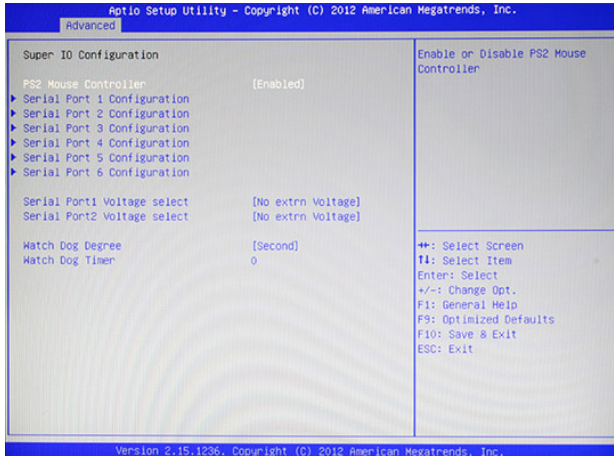 Aptio Setup Utility – Copyright (C) 2012 American Megatrends, Inc.
Advanced
Super IO Configuration
PS2 Mouse Controller [Enabled]
Serial Port 1 Configuration
Serial Port 2 Configuration
Serial Port 3 Configuration
Serial Port 4 Configuration
Serial Port 5 Configuration
Serial Port 6 Configuration
Serial Port1 Voltage select [No extrn Voltage]
Serial Port2 Voltage select [No extrn Voltage]
Watch Dog Degree [Second]
Watch Dog Timer 0
Enable or Disable PS2 Mouse
Controller
→←: Select Screen
↑↓: Select Item
Enter: Select
+/-: Change Opt.
F1: General Help
F9: Optimized Defaults
F10: Save & Exit
ESC: Exit
Version 2.15.1236. Copyright (C) 2012 American Megatrends, Inc.